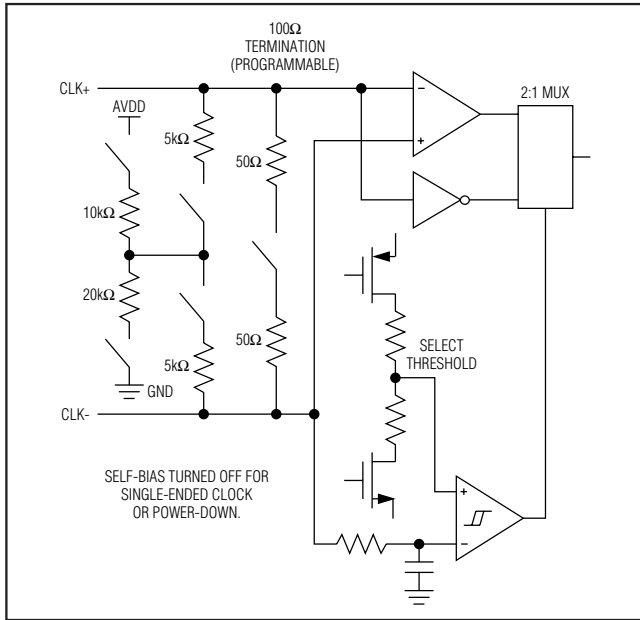 100Ω
TERMINATION
(PROGRAMMABLE)
CLK+
AVDD
2:1 MUX
−
+
5kΩ
50Ω
10kΩ
20kΩ
5kΩ
50Ω
SELECT
THRESHOLD
GND
CLK-
SELF-BIAS TURNED OFF FOR
SINGLE-ENDED CLOCK
OR POWER-DOWN.
+
−